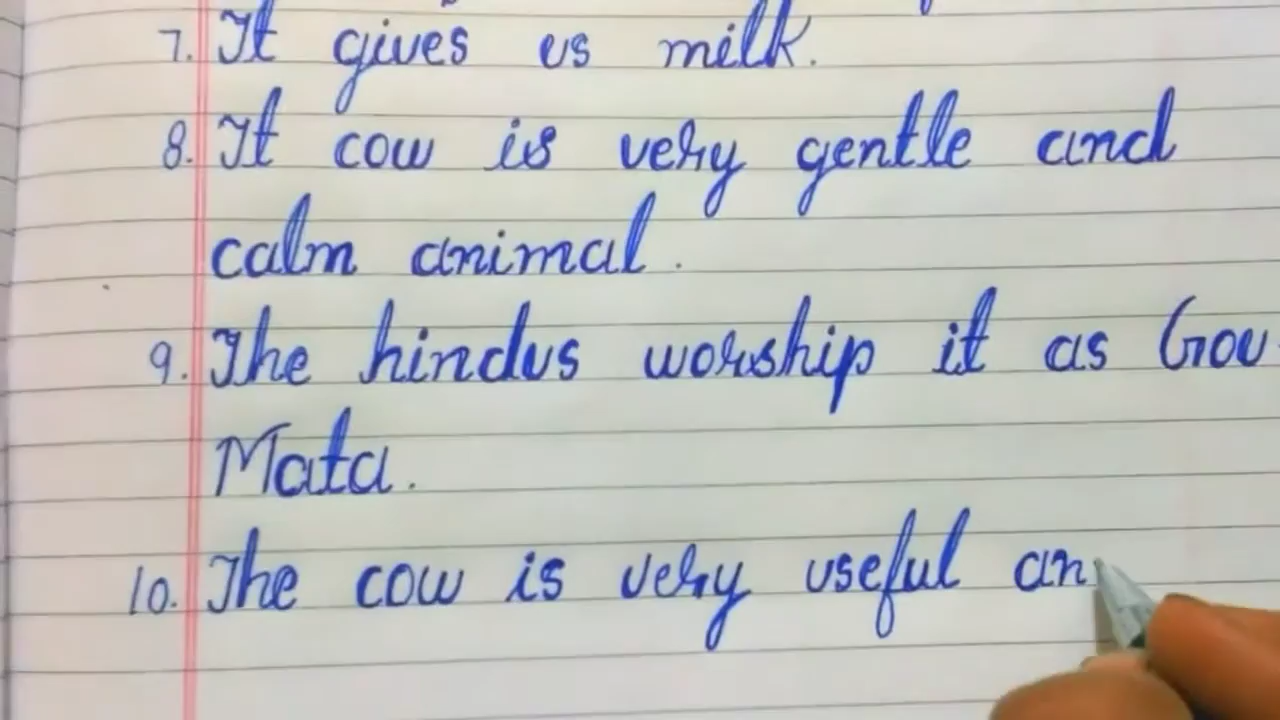 7. It gives us milk.
8. It cow is very gentle and
calm animal.
9. The hindus worship it as Gou
Mata.
10. The cow is very useful an